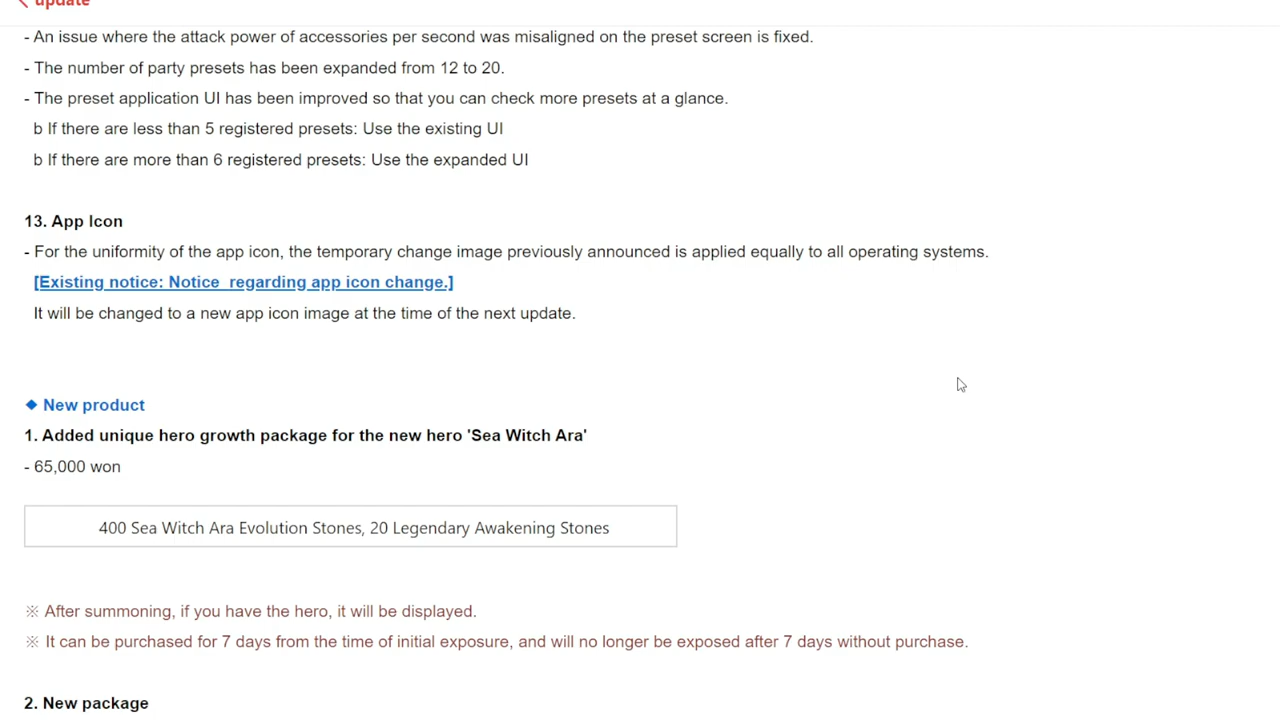 update
- An issue where the attack power of accessories per second was misaligned on the preset screen is fixed.
- The number of party presets has been expanded from 12 to 20.
- The preset application UI has been improved so that you can check more presets at a glance.
b If there are less than 5 registered presets: Use the existing UI
b If there are more than 6 registered presets: Use the expanded UI
13. App Icon
- For the uniformity of the app icon, the temporary change image previously announced is applied equally to all operating systems.
[Existing notice: Notice  regarding app icon change.]
It will be changed to a new app icon image at the time of the next update.
◆ New product
1. Added unique hero growth package for the new hero 'Sea Witch Ara'
- 65,000 won
400 Sea Witch Ara Evolution Stones, 20 Legendary Awakening Stones
※ After summoning, if you have the hero, it will be displayed.
※ It can be purchased for 7 days from the time of initial exposure, and will no longer be exposed after 7 days without purchase.
2. New package